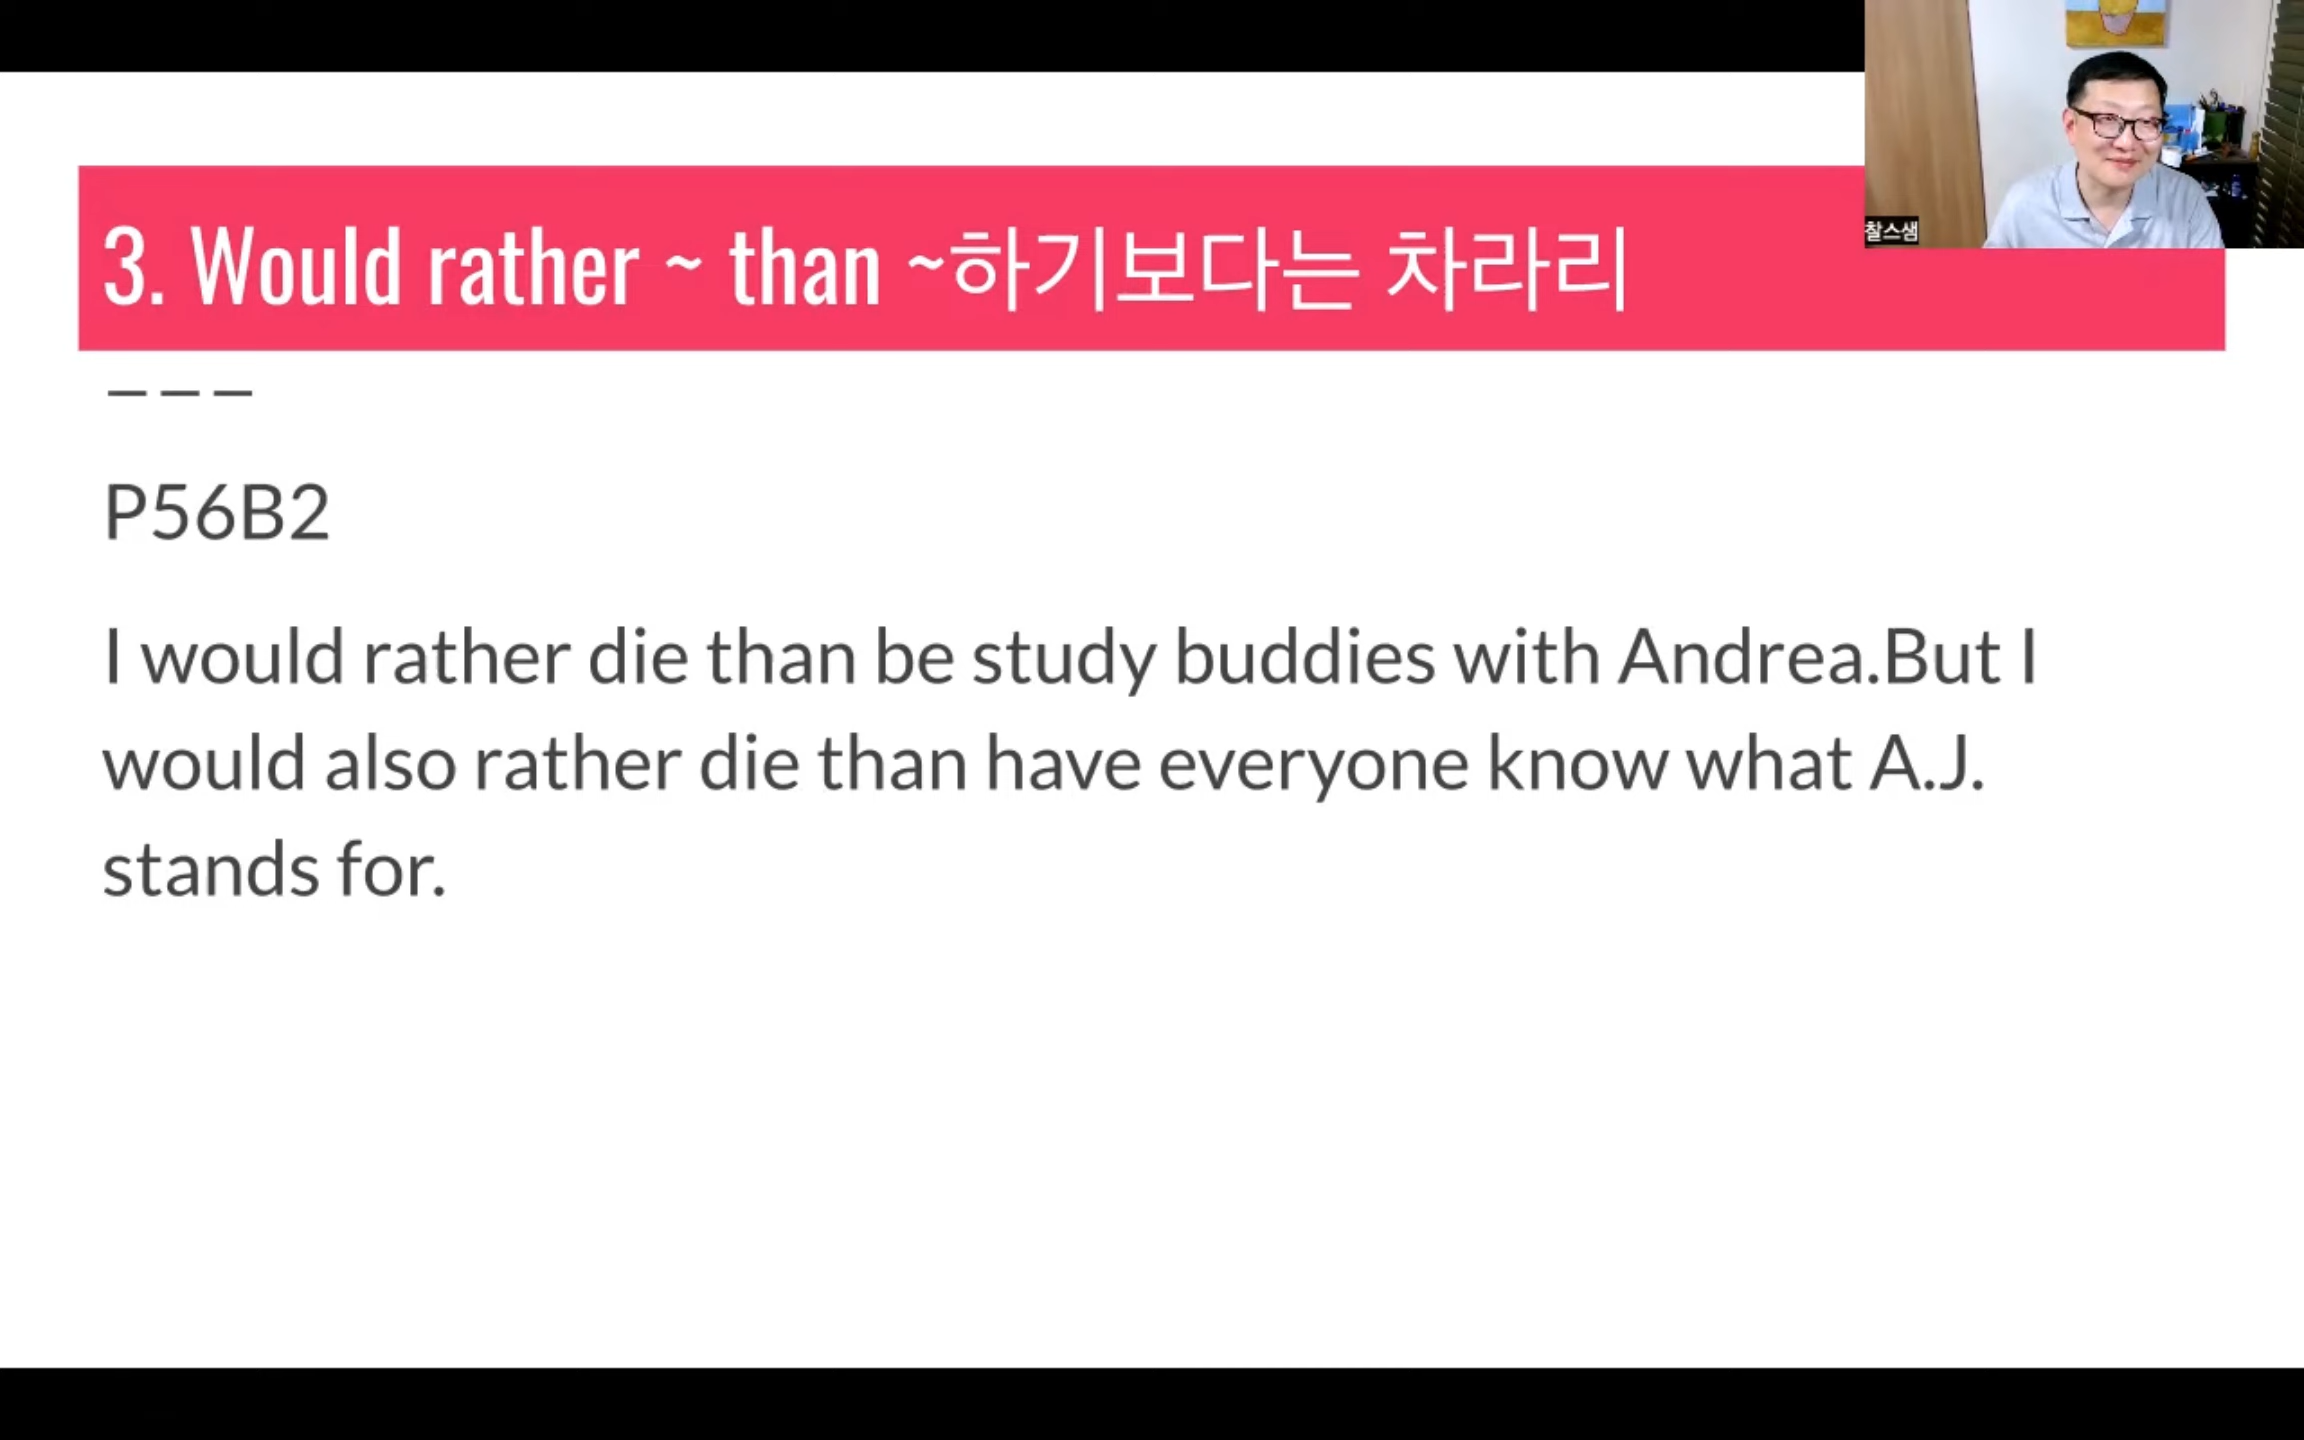 찰스샘
3. Would rather ~ than ~하기보다는 차라리
P56B2
I would rather die than be study buddies with Andrea.But I
would also rather die than have everyone know what A.J.
stands for.